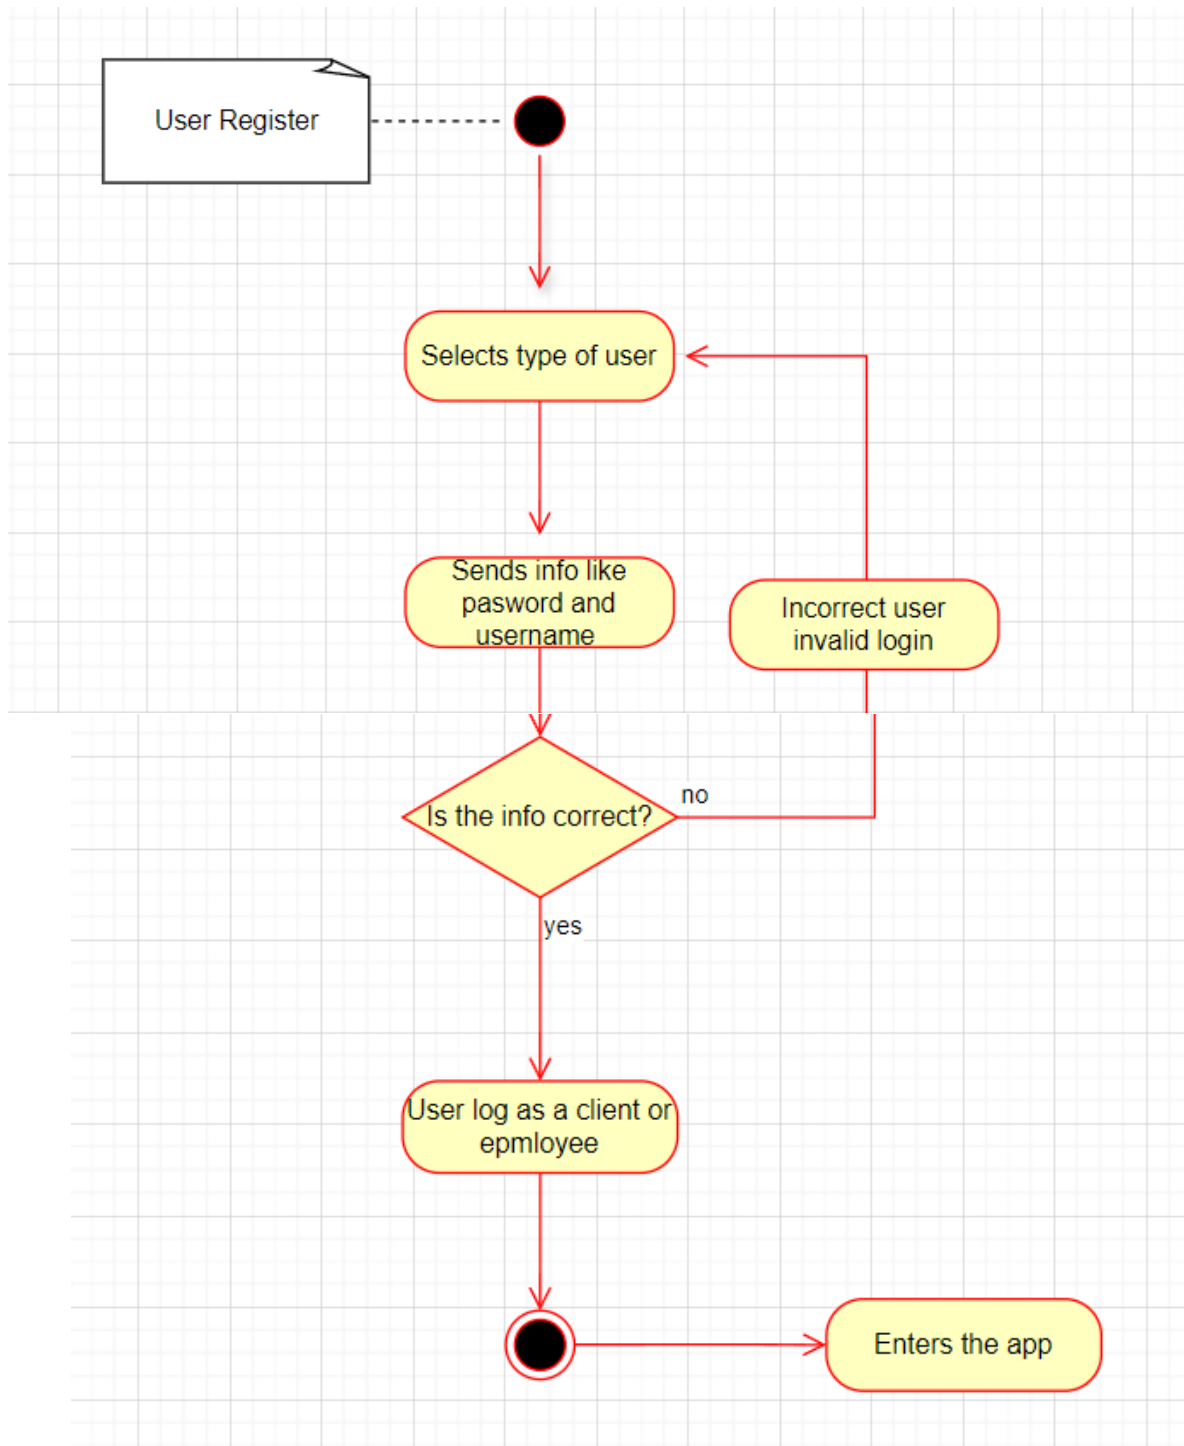 User Register
Selects type of user
Sends info like
pasword and
username
Incorrect user
invalid login
Is the info correct?
no
yes
User log as a client or
epmloyee
Enters the app